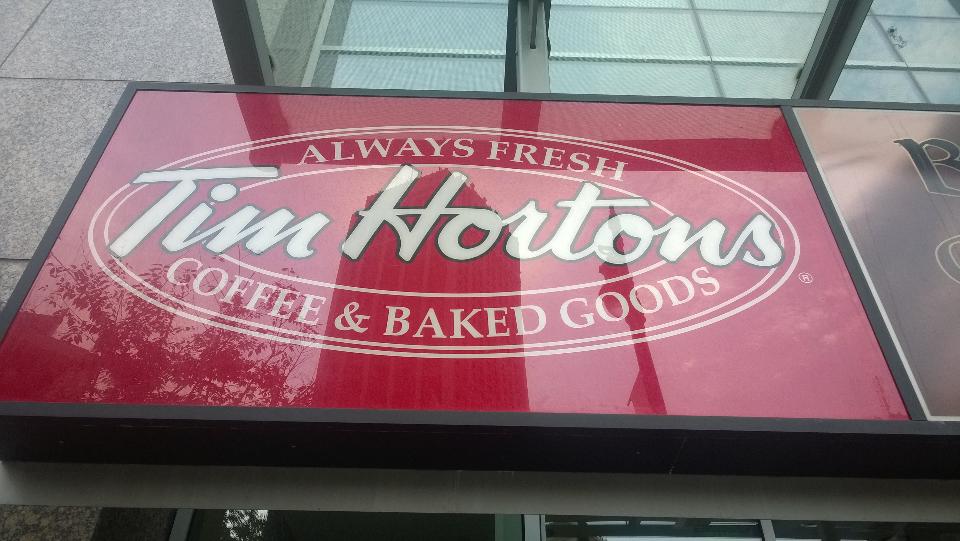 ALWAYS FRESH
Tim Hortons
COFFEE & BAKED GOODS ®